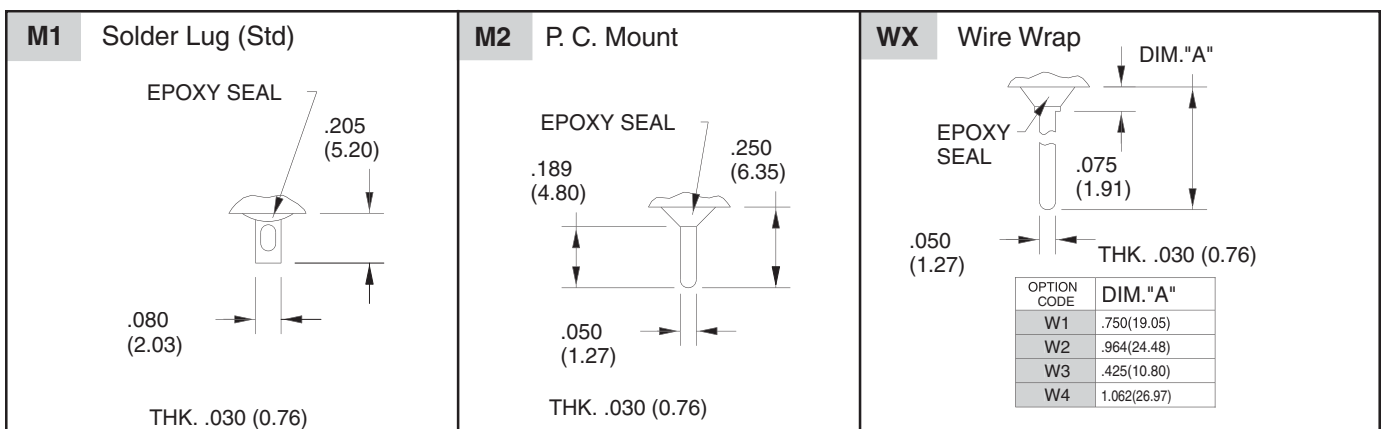 M1 Solder Lug (Std)
EPOXY SEAL
.205
(5.20)
.080
(2.03)
THK. .030 (0.76)
M2 P. C. Mount
EPOXY SEAL
.189
(4.80)
.250
(6.35)
.050
(1.27)
THK. .030 (0.76)
WX Wire Wrap
DIM."A"
EPOXY
SEAL
.075
(1.91)
.050
(1.27)
THK. .030 (0.76)
OPTION
CODE
DIM."A"
W1 .750(19.05)
W2 .964(24.48)
W3 .425(10.80)
W4 1.062(26.97)